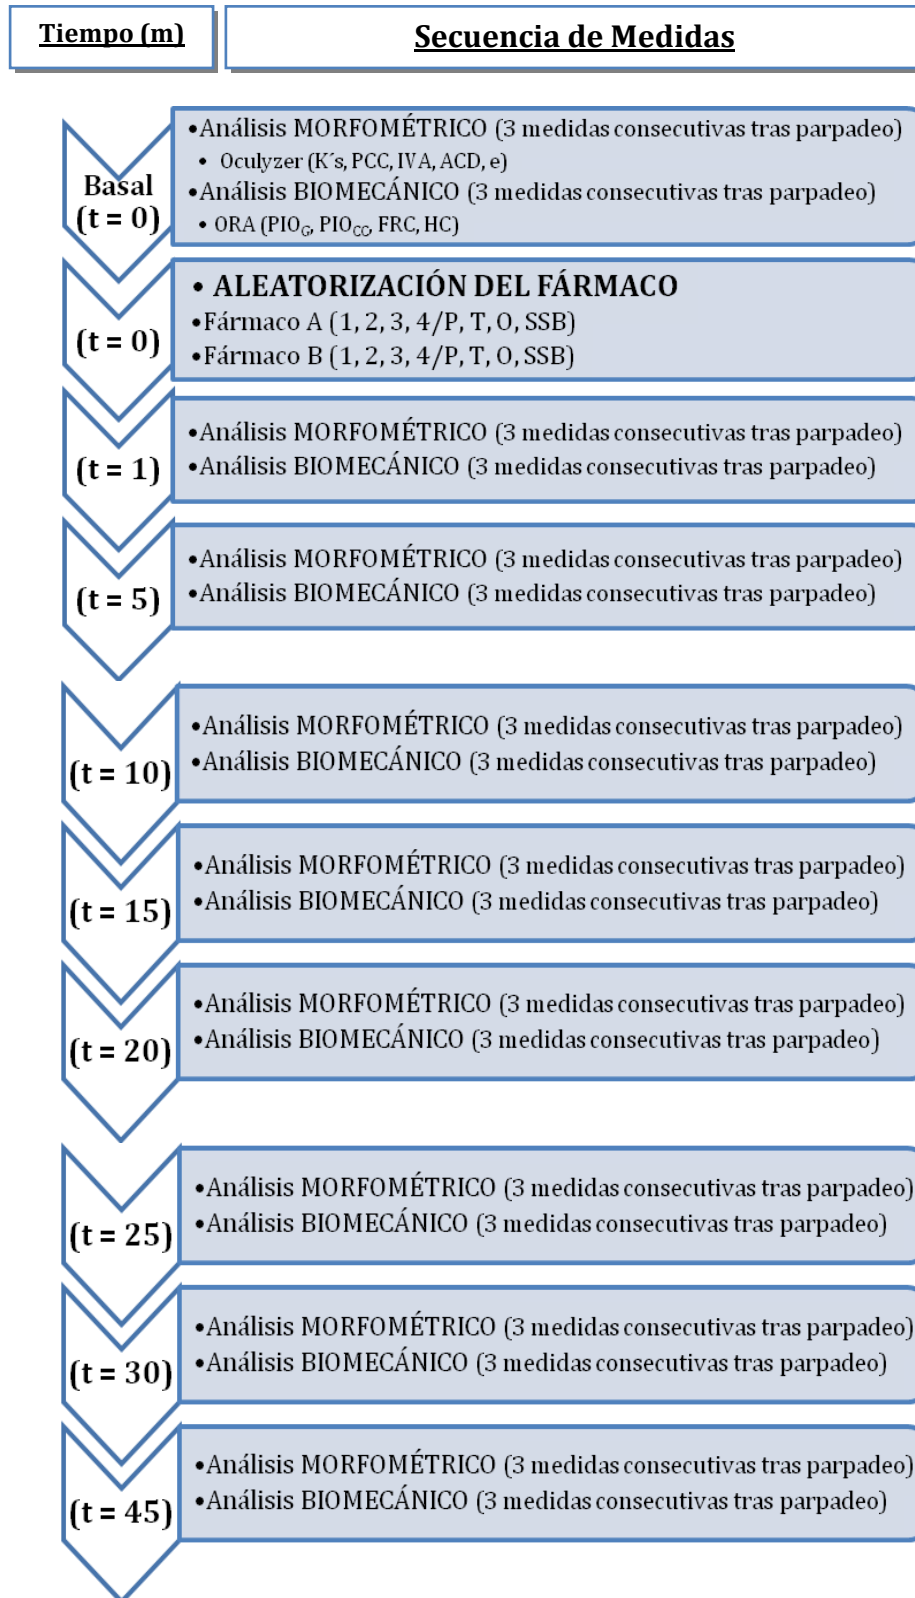 Tiempo (m)
Secuencia de Medidas
Basal
(t = 0)
•Análisis MORFOMÉTRICO (3 medidas consecutivas tras parpadeo)
• Oculyzer (K´s, PCC, IVA, ACD, e)
•Análisis BIOMECÁNICO (3 medidas consecutivas tras parpadeo)
• ORA (PIOG, PIOCC, FRC, HC)
(t = 0)
• ALEATORIZACIÓN DEL FÁRMACO
•Fármaco A (1, 2, 3, 4/P, T, O, SSB)
•Fármaco B (1, 2, 3, 4/P, T, O, SSB)
(t = 1)
•Análisis MORFOMÉTRICO (3 medidas consecutivas tras parpadeo)
•Análisis BIOMECÁNICO (3 medidas consecutivas tras parpadeo)
(t = 5)
•Análisis MORFOMÉTRICO (3 medidas consecutivas tras parpadeo)
•Análisis BIOMECÁNICO (3 medidas consecutivas tras parpadeo)
(t = 10)
•Análisis MORFOMÉTRICO (3 medidas consecutivas tras parpadeo)
•Análisis BIOMECÁNICO (3 medidas consecutivas tras parpadeo)
(t = 15)
•Análisis MORFOMÉTRICO (3 medidas consecutivas tras parpadeo)
•Análisis BIOMECÁNICO (3 medidas consecutivas tras parpadeo)
(t = 20)
•Análisis MORFOMÉTRICO (3 medidas consecutivas tras parpadeo)
•Análisis BIOMECÁNICO (3 medidas consecutivas tras parpadeo)
(t = 25)
•Análisis MORFOMÉTRICO (3 medidas consecutivas tras parpadeo)
•Análisis BIOMECÁNICO (3 medidas consecutivas tras parpadeo)
(t = 30)
•Análisis MORFOMÉTRICO (3 medidas consecutivas tras parpadeo)
•Análisis BIOMECÁNICO (3 medidas consecutivas tras parpadeo)
(t = 45)
•Análisis MORFOMÉTRICO (3 medidas consecutivas tras parpadeo)
•Análisis BIOMECÁNICO (3 medidas consecutivas tras parpadeo)